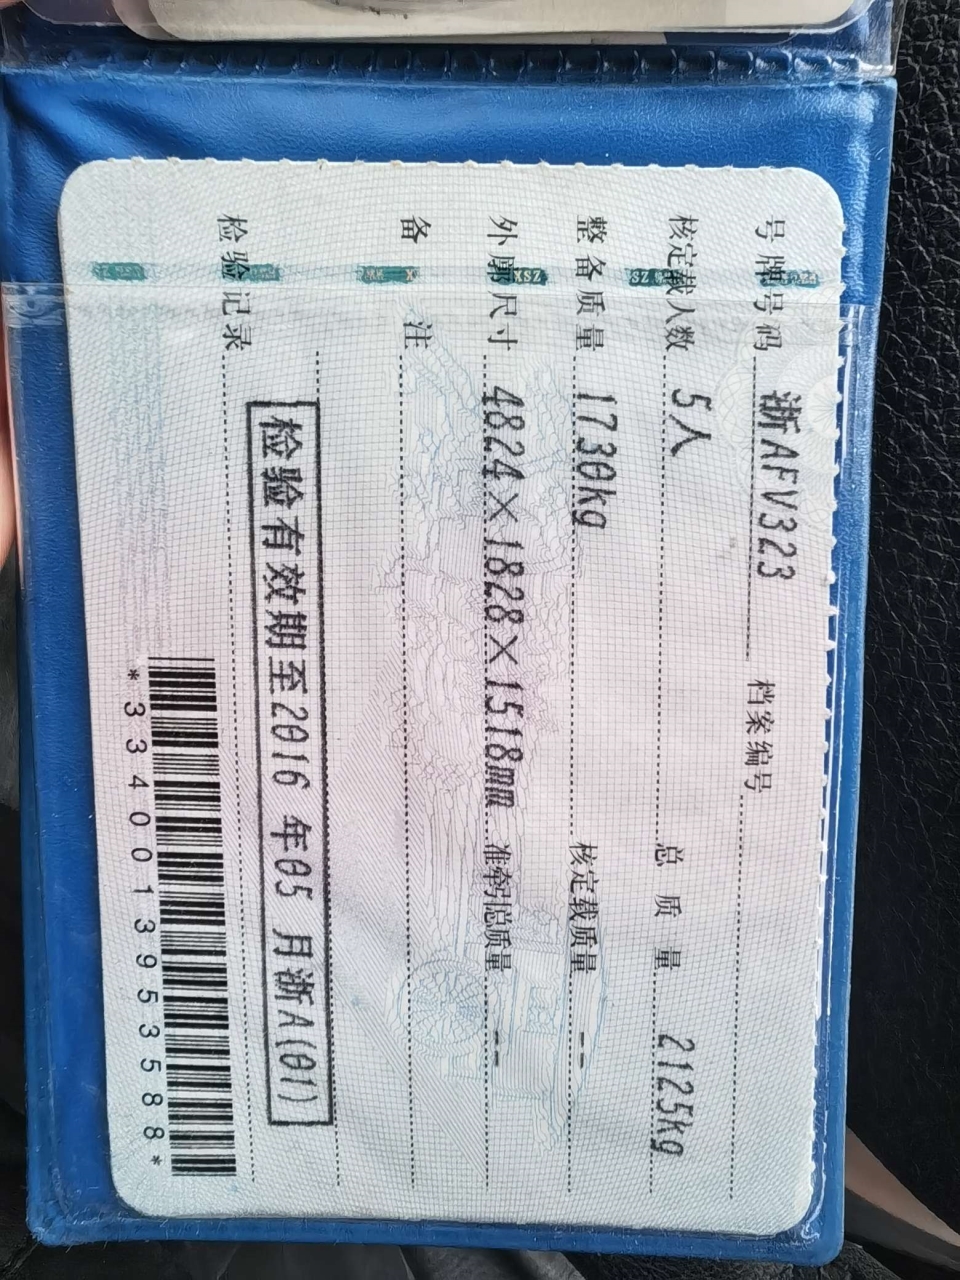 号牌号码 浙AFV323 档案编号
核定载人数 5人 总质量 2125kg
整备质量 1730kg 核定载质量 --
外廓尺寸 4824×1828×1518mm 准牵引总质量 --
备注
检验有效期至2016年05月浙A(01)
检验记录
*3340013953588*